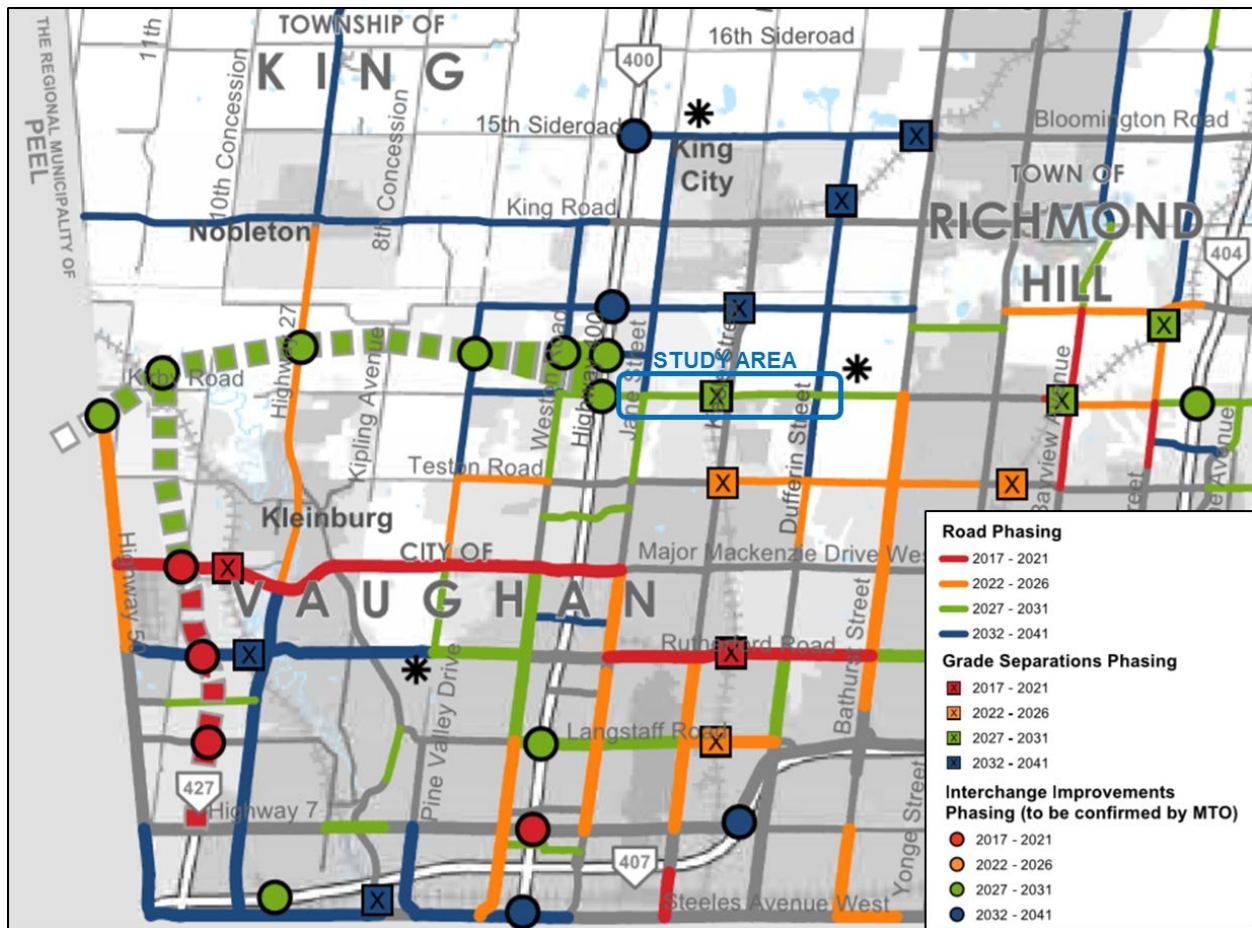 TOWNSHIP OF
KING
THE REGIONAL MUNICIPALITY OF
PEEL
11th
10th Concession
8th Concession
400
16th Sideroad
15th Sideroad
King
City
Bloomington Road
TOWN OF
RICHMOND
HILL
404
King Road
Nobleton
Highway 27
Kirby Road
Kipling Avenue
Weston Road
Highway 400
Jane Street
STUDY AREA
Dufferin Street
Bayview Avenue
Teston Road
Kleinburg
CITY OF
VAUGHAN
Major Mackenzie Drive West
Highway 50
Rutherford Road
Pine Valley Drive
Bathurst Street
Langstaff Road
427
Highway 7
407
Yonge Street
Steeles Avenue West
Road Phasing
2017 - 2021
2022 - 2026
2027 - 2031
2032 - 2041
Grade Separations Phasing
X 2017 - 2021
X 2022 - 2026
X 2027 - 2031
X 2032 - 2041
Interchange Improvements
Phasing (to be confirmed by MTO)
2017 - 2021
2022 - 2026
2027 - 2031
2032 - 2041